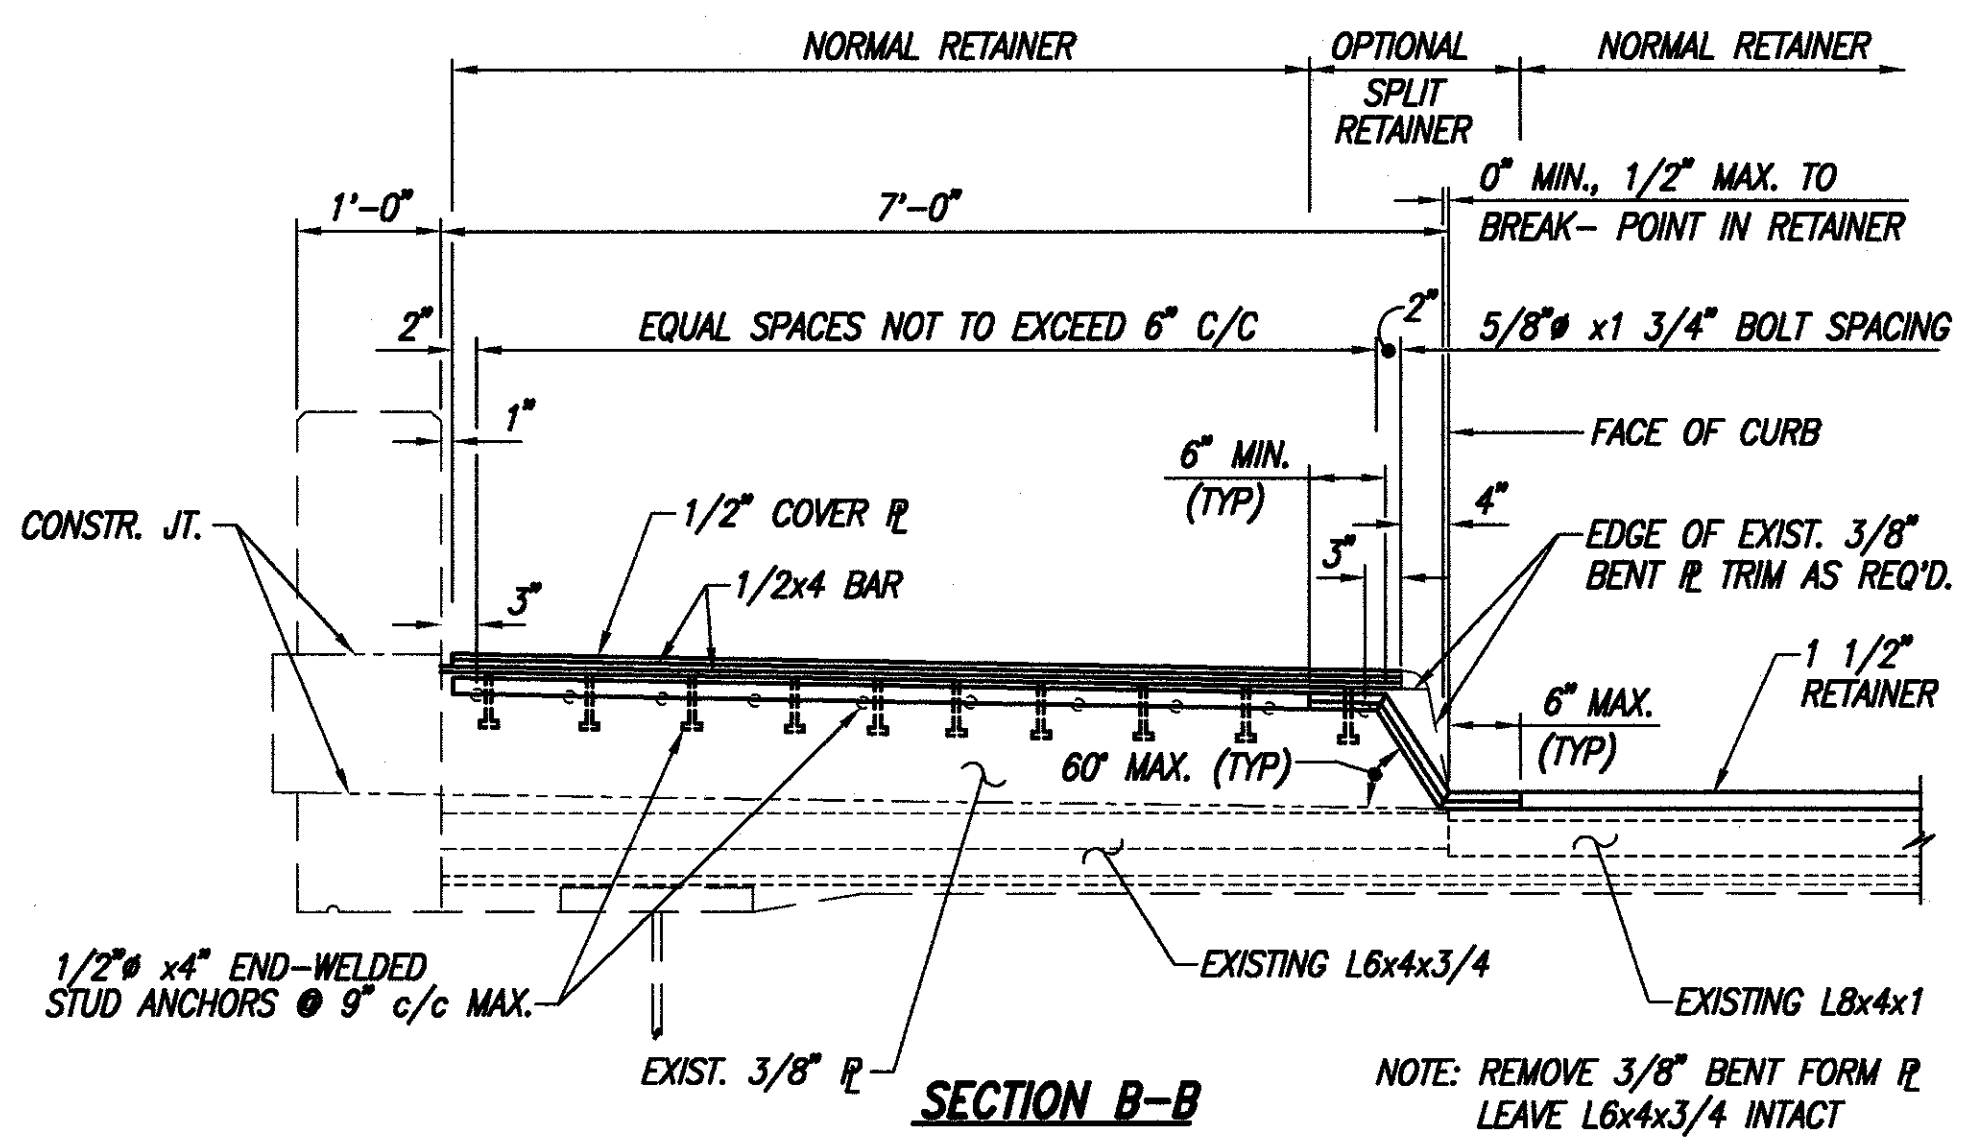 NORMAL RETAINER
OPTIONAL
SPLIT
RETAINER
NORMAL RETAINER
0" MIN., 1/2" MAX. TO
BREAK- POINT IN RETAINER
1'-0"
7'-0"
2"
EQUAL SPACES NOT TO EXCEED 6" C/C
2"
5/8"ø x1 3/4" BOLT SPACING
1"
FACE OF CURB
6" MIN.
(TYP)
4"
CONSTR. JT.
1/2" COVER ℄
EDGE OF EXIST. 3/8"
BENT ℄ TRIM AS REQ'D.
3"
1/2x4 BAR
3"
1 1/2"
RETAINER
6" MAX.
(TYP)
60° MAX. (TYP)
1/2"ø x4" END-WELDED
STUD ANCHORS @ 9" c/c MAX.
EXISTING L6x4x3/4
EXISTING L8x4x1
EXIST. 3/8" ℄
SECTION B-B
NOTE: REMOVE 3/8" BENT FORM ℄
LEAVE L6x4x3/4 INTACT